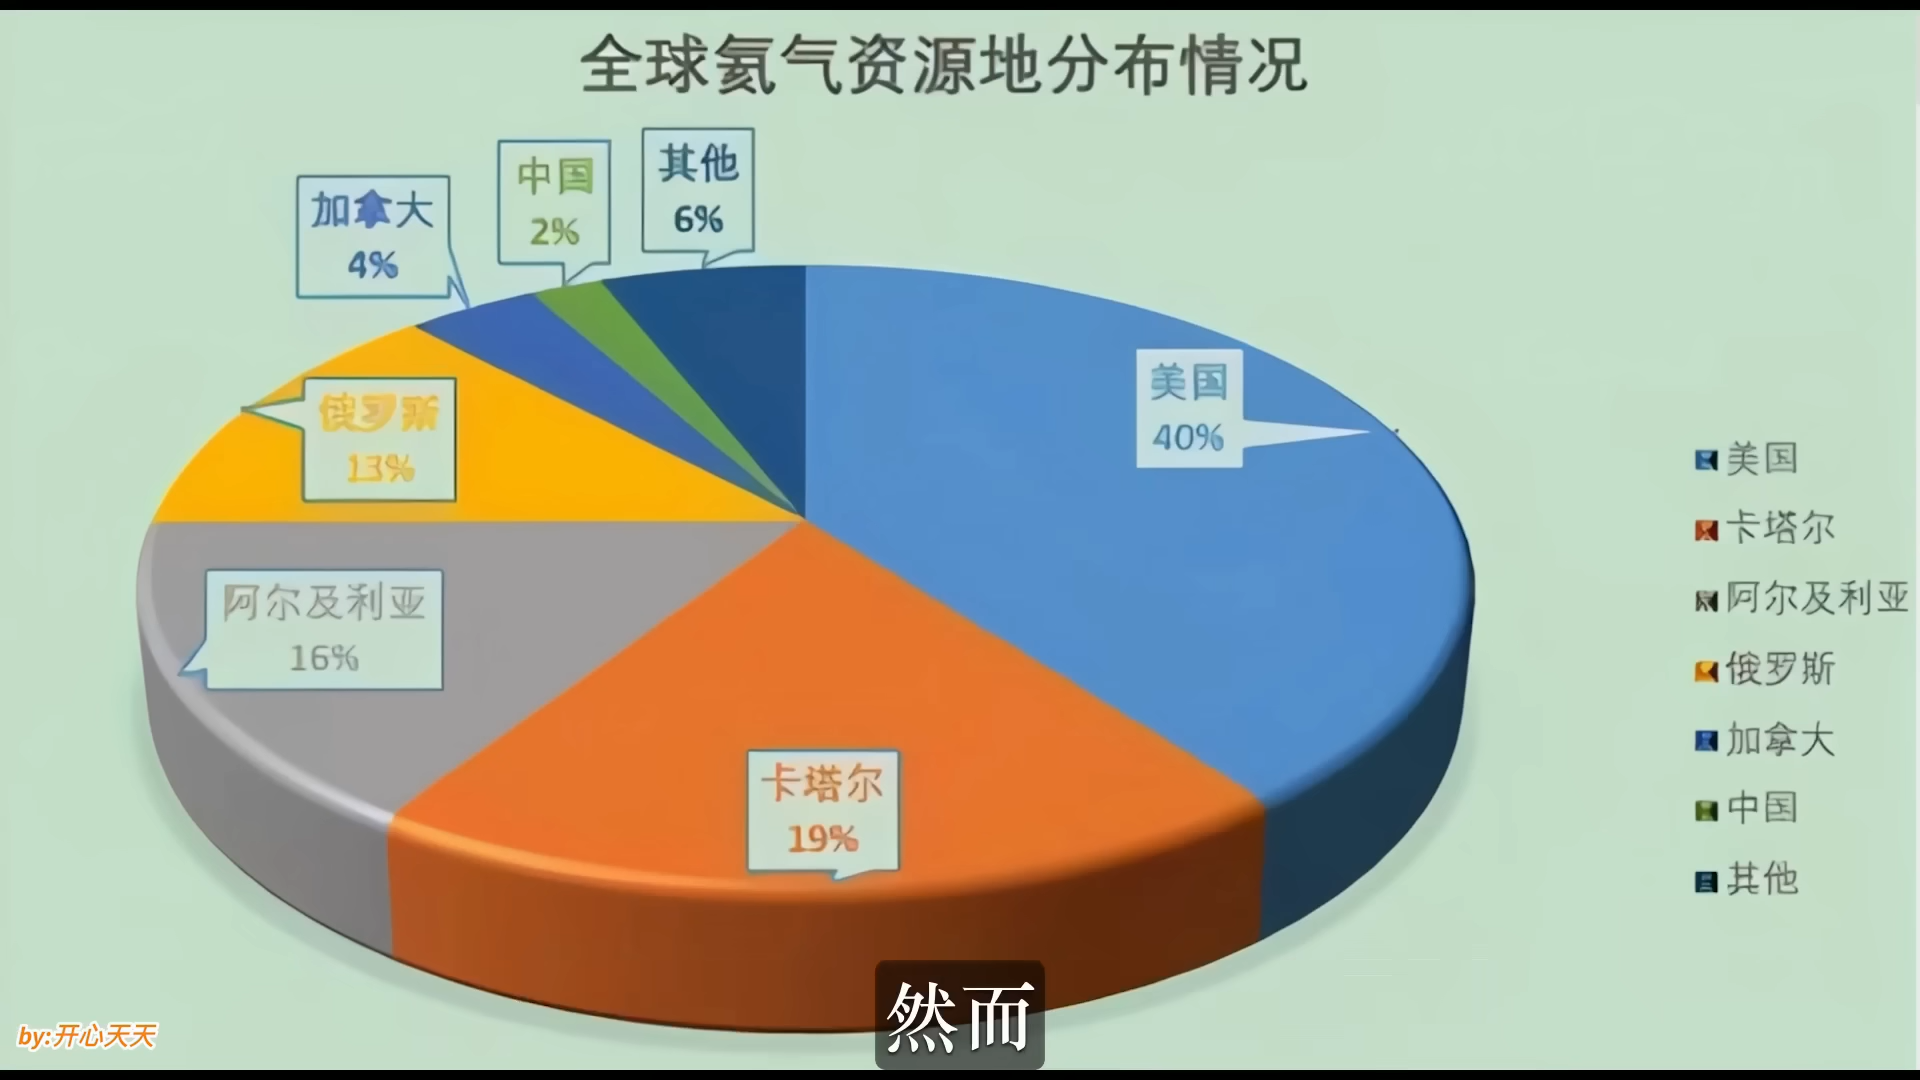 全球氦气资源地分布情况
其他
6%
中国
2%
加拿大
4%
美国
40%
俄罗斯
13%
阿尔及利亚
16%
卡塔尔
19%
美国
卡塔尔
阿尔及利亚
俄罗斯
加拿大
中国
其他
然而
by:开心天天